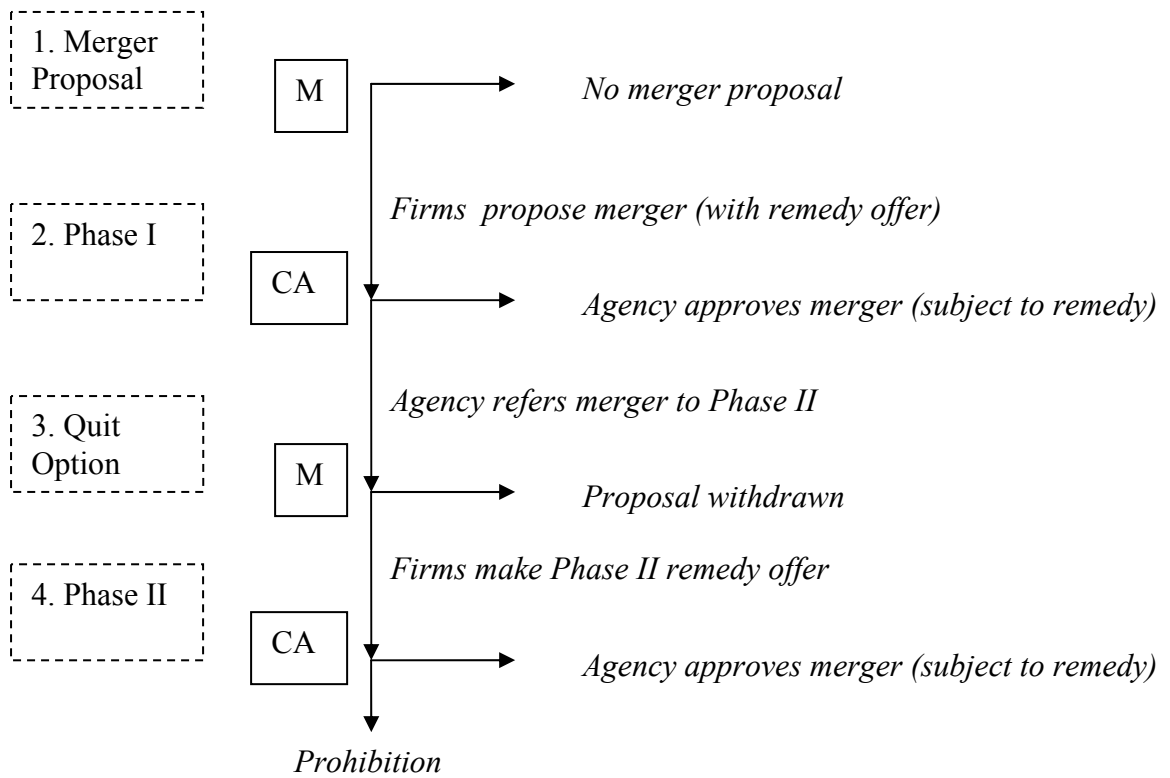 1. Merger
Proposal
M
No merger proposal
Firms propose merger (with remedy offer)
2. Phase I
CA
Agency approves merger (subject to remedy)
Agency refers merger to Phase II
3. Quit
Option
M
Proposal withdrawn
Firms make Phase II remedy offer
4. Phase II
CA
Agency approves merger (subject to remedy)
Prohibition